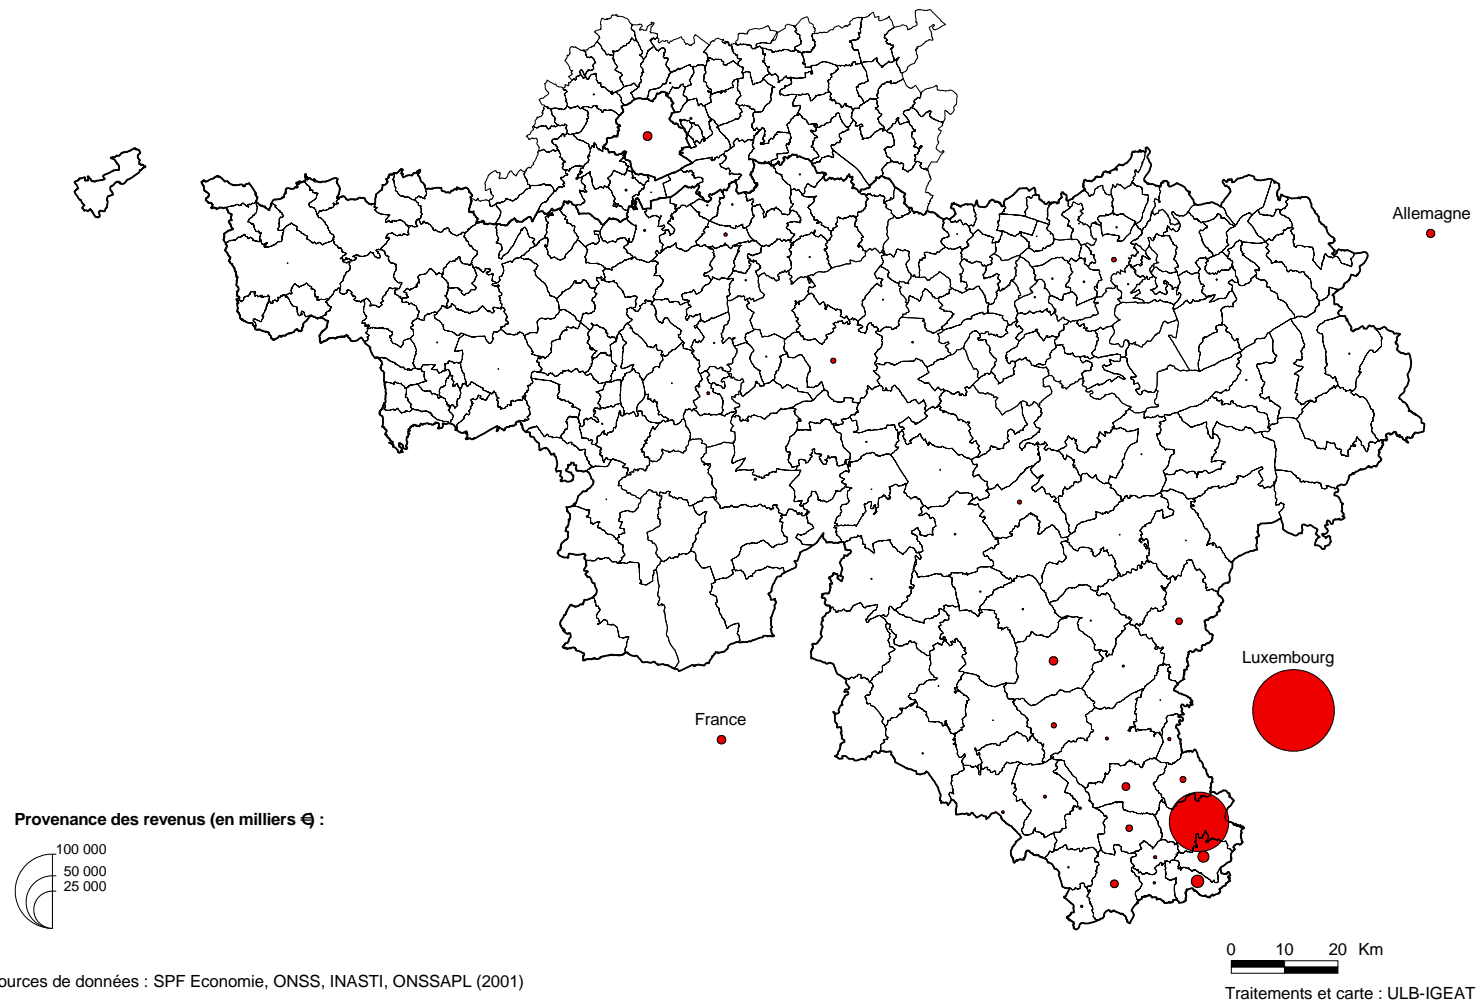 Allemagne
Luxembourg
France
Provenance des revenus (en milliers €) :
100 000
50 000
25 000
0 10 20 Km
ources de données : SPF Economie, ONSS, INASTI, ONSSAPL (2001)
Traitements et carte : ULB-IGEAT